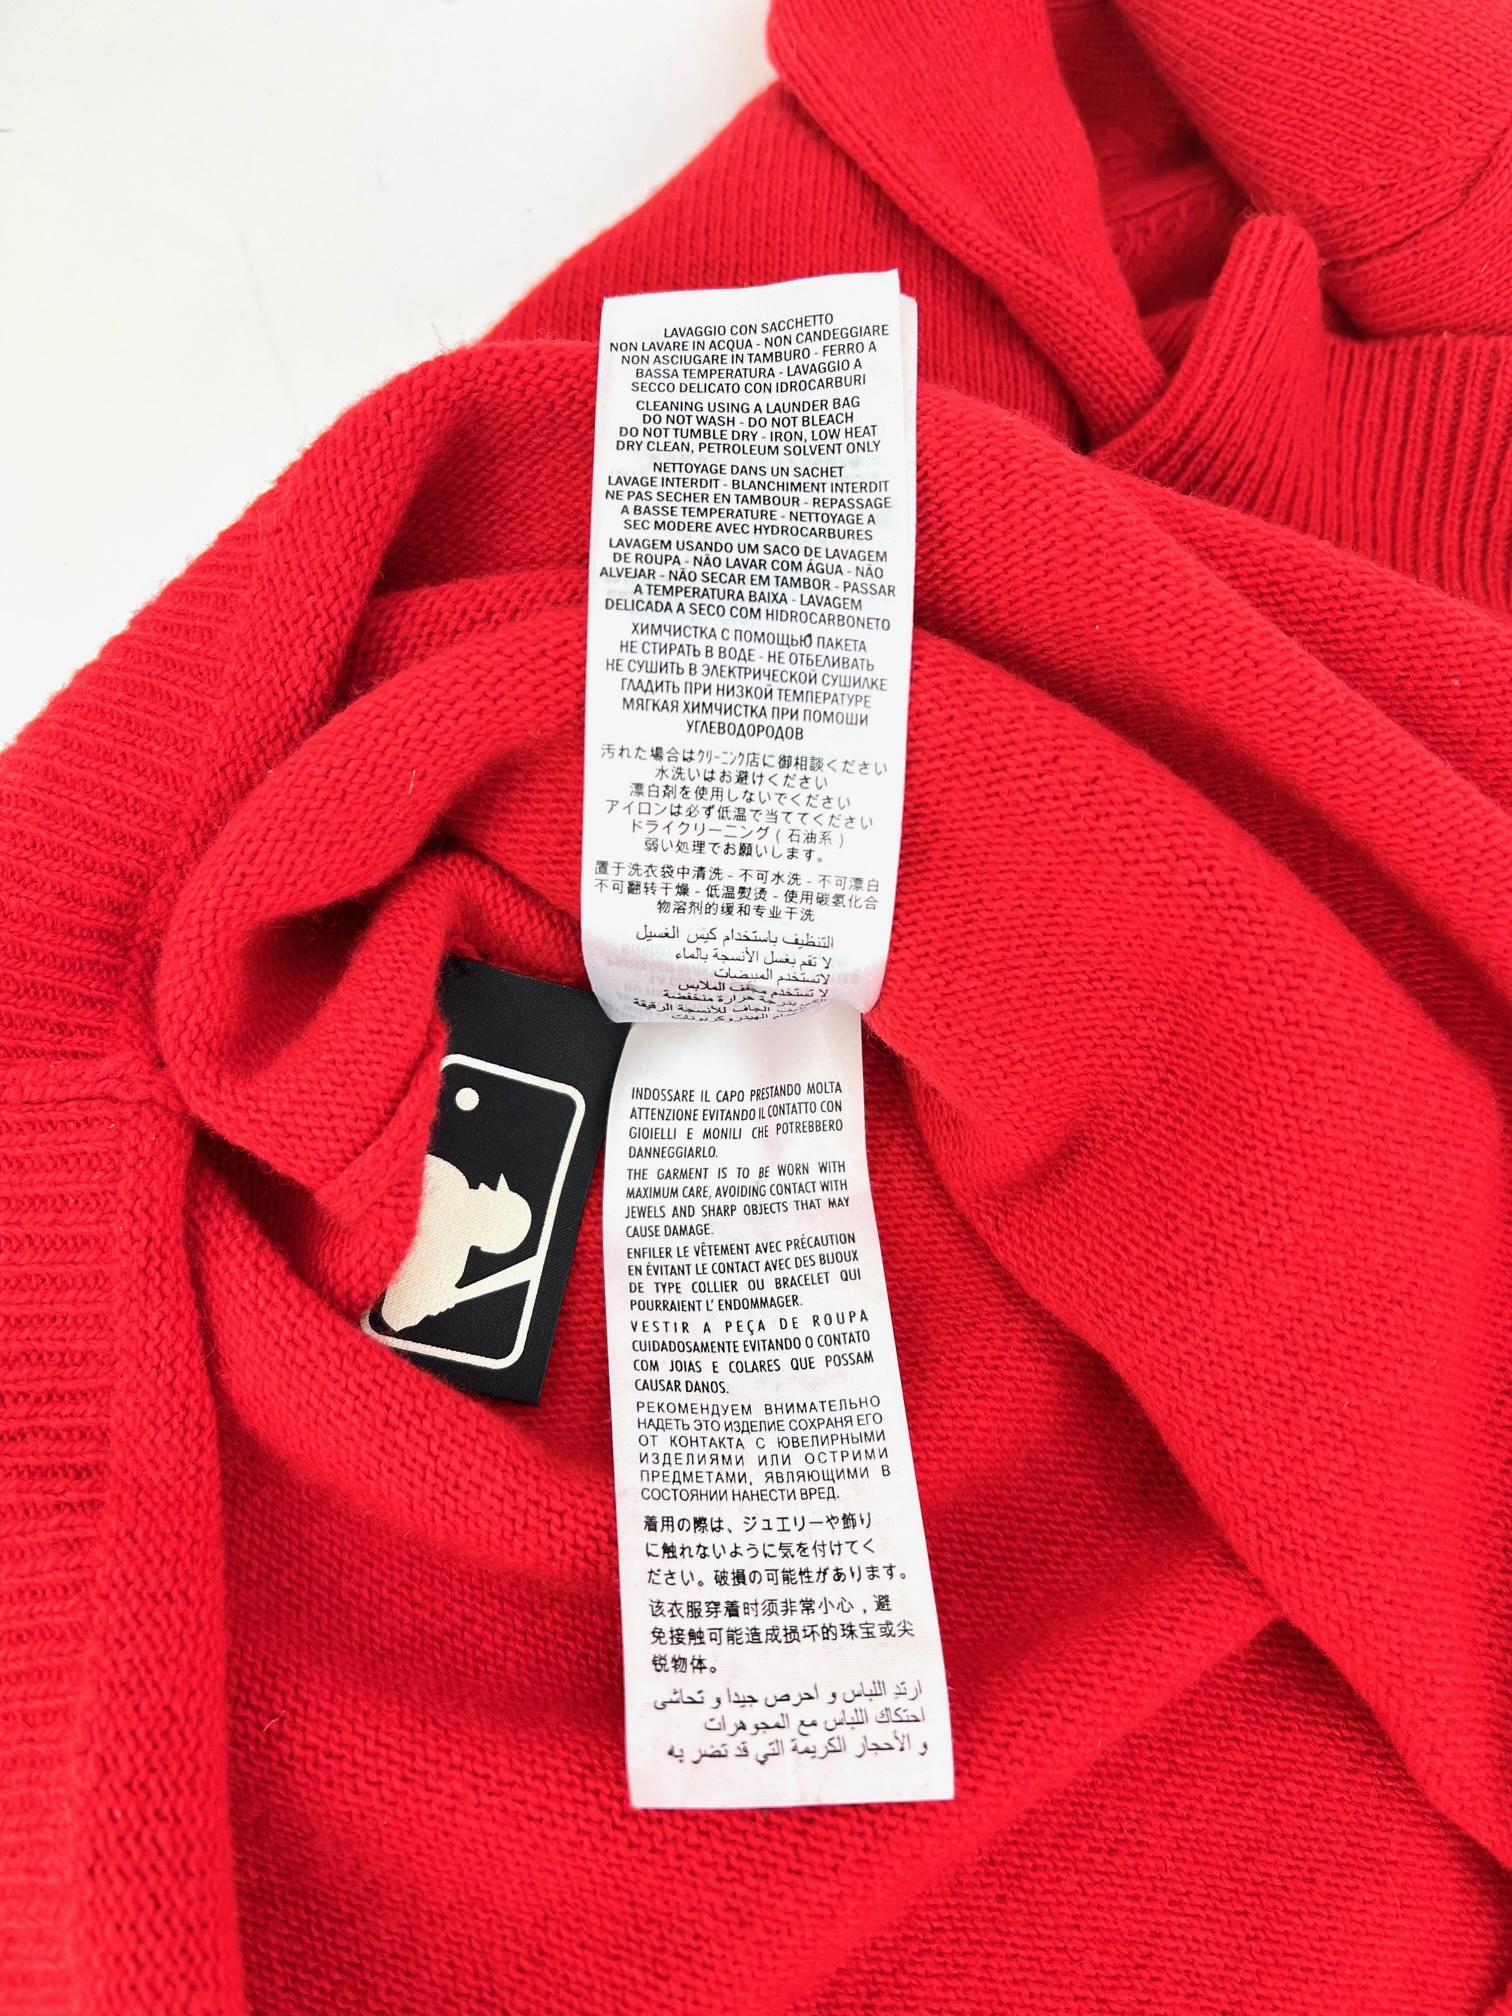 LAVAGGIO CON SACCHETTO
NON LAVARE IN ACQUA - NON CANDEGGIARE
NON ASCIUGARE IN TAMBURO - FERRO A
BASSA TEMPERATURA - LAVAGGIO A
SECCO DELICATO CON IDROCARBURI
CLEANING USING A LAUNDER BAG
DO NOT WASH - DO NOT BLEACH
DO NOT TUMBLE DRY - IRON, LOW HEAT
DRY CLEAN, PETROLEUM SOLVENT ONLY
NETTOYAGE DANS UN SACHET
LAVAGE INTERDIT - BLANCHIMENT INTERDIT
NE PAS SECHER EN TAMBOUR - REPASSAGE
A BASSE TEMPERATURE - NETTOYAGE A
SEC MODERE AVEC HYDROCARBURES
LAVAGEM USANDO UM SACO DE LAVAGEM
DE ROUPA - NÃO LAVAR COM ÁGUA - NÃO
ALVEJAR - NÃO SECAR EM TAMBOR - PASSAR
A TEMPERATURA BAIXA - LAVAGEM
DELICADA A SECO COM HIDROCARBONETO
ХИМЧИСТКА С ПОМОЩЬЮ ПАКЕТА
НЕ СТИРАТЬ В ВОДЕ - НЕ ОТБЕЛИВАТЬ
НЕ СУШИТЬ В ЭЛЕКТРИЧЕСКОЙ СУШИЛКЕ
ГЛАДИТЬ ПРИ НИЗКОЙ ТЕМПЕРАТУРЕ
МЯГКАЯ ХИМЧИСТКА ПРИ ПОМОШИ
УГЛЕВОДОРОДОВ
汚れた場合はｸﾘｰﾆﾝｸﾞ店に御相談ください
水洗いはお避けください
漂白剤を使用しないでください
アイロンは必ず低温で当ててください
ドライクリーニング ( 石油系 )
弱い処理でお願いします。
置于洗衣袋中清洗 - 不可水洗 - 不可漂白
不可翻转干燥 - 低温熨烫 - 使用碳氢化合
物溶剂的缓和专业干洗
التنظيف باستخدام كيس الغسيل
لا تقم بغسل الأنسجة بالماء
لاتستخدم المبيضات
لا تستخدم مجفف الملابس
بدرجة حرارة منخفضة
الجاف للأنسجة الرقيقة
INDOSSARE IL CAPO PRESTANDO MOLTA
ATTENZIONE EVITANDO IL CONTATTO CON
GIOIELLI E MONILI CHE POTREBBERO
DANNEGGIARLO.
THE GARMENT IS TO BE WORN WITH
MAXIMUM CARE, AVOIDING CONTACT WITH
JEWELS AND SHARP OBJECTS THAT MAY
CAUSE DAMAGE.
ENFILER LE VÊTEMENT AVEC PRÉCAUTION
EN ÉVITANT LE CONTACT AVEC DES BIJOUX
DE TYPE COLLIER OU BRACELET QUI
POURRAIENT L' ENDOMMAGER.
VESTIR A PEÇA DE ROUPA
CUIDADOSAMENTE EVITANDO O CONTATO
COM JOIAS E COLARES QUE POSSAM
CAUSAR DANOS.
РЕКОМЕНДУЕМ ВНИМАТЕЛЬНО
НАДЕТЬ ЭТО ИЗДЕЛИЕ СОХРАНЯ ЕГО
ОТ КОНТАКТА С ЮВЕЛИРНЫМИ
ИЗДЕЛИЯМИ ИЛИ ОСТРИМИ
ПРЕДМЕТАМИ, ЯВЛЯЮЩИМИ В
СОСТОЯНИИ НАНЕСТИ ВРЕД.
着用の際は、ジュエリーや飾り
に触れないように気を付けてく
ださい。破損の可能性があります。
该衣服穿着时须非常小心，避
免接触可能造成损坏的珠宝或尖
锐物体。
ارتدِ اللباس و احرص جيدا و تحاشى
احتكاك اللباس مع المجوهرات
و الأحجار الكريمة التي قد تضر به